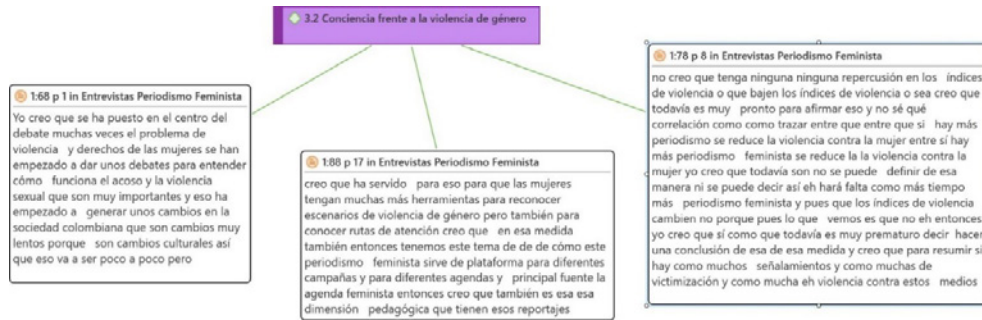 3.2 Conciencia frente a la violencia de género
1:68 p 1 in Entrevistas Periodismo Feminista
Yo creo que se ha puesto en el centro del
debate muchas veces el problema de
violencia y derechos de las mujeres se han
empezado a dar unos debates para entender
cómo funciona el acoso y la violencia
sexual que son muy importantes y eso ha
empezado a generar unos cambios en la
sociedad colombiana que son cambios muy
lentos porque son cambios culturales así
que eso va a ser poco a poco pero
1:88 p 17 in Entrevistas Periodismo Feminista
creo que ha servido para eso para que las mujeres
tengan muchas más herramientas para reconocer
escenarios de violencia de género pero también para
conocer rutas de atención creo que en esa medida
también entonces tenemos este tema de de de cómo este
periodismo feminista sirve de plataforma para diferentes
campañas y para diferentes agendas y principal fuente la
agenda feminista entonces creo que también es esa esa
dimensión pedagógica que tienen esos reportajes
1:78 p 8 in Entrevistas Periodismo Feminista
no creo que tenga ninguna ninguna repercusión en los índices
de violencia o que bajen los índices de violencia o sea creo que
todavía es muy pronto para afirmar eso y no sé qué
correlación como como trazar entre que entre que si hay más
periodismo se reduce la violencia contra la mujer entre sí hay
más periodismo feminista se reduce la la violencia contra la
mujer yo creo que todavía son no se puede definir de esa
manera ni se puede decir así eh hará falta como más tiempo
más periodismo feminista y pues que los índices de violencia
cambien no porque pues lo que vemos es que no eh entonces
yo creo que sí como que todavía es muy prematuro decir hacer
una conclusión de esa de esa medida y creo que para resumir sí
hay como muchos señalamientos y como muchas de
victimización y como mucha eh violencia contra estos medios